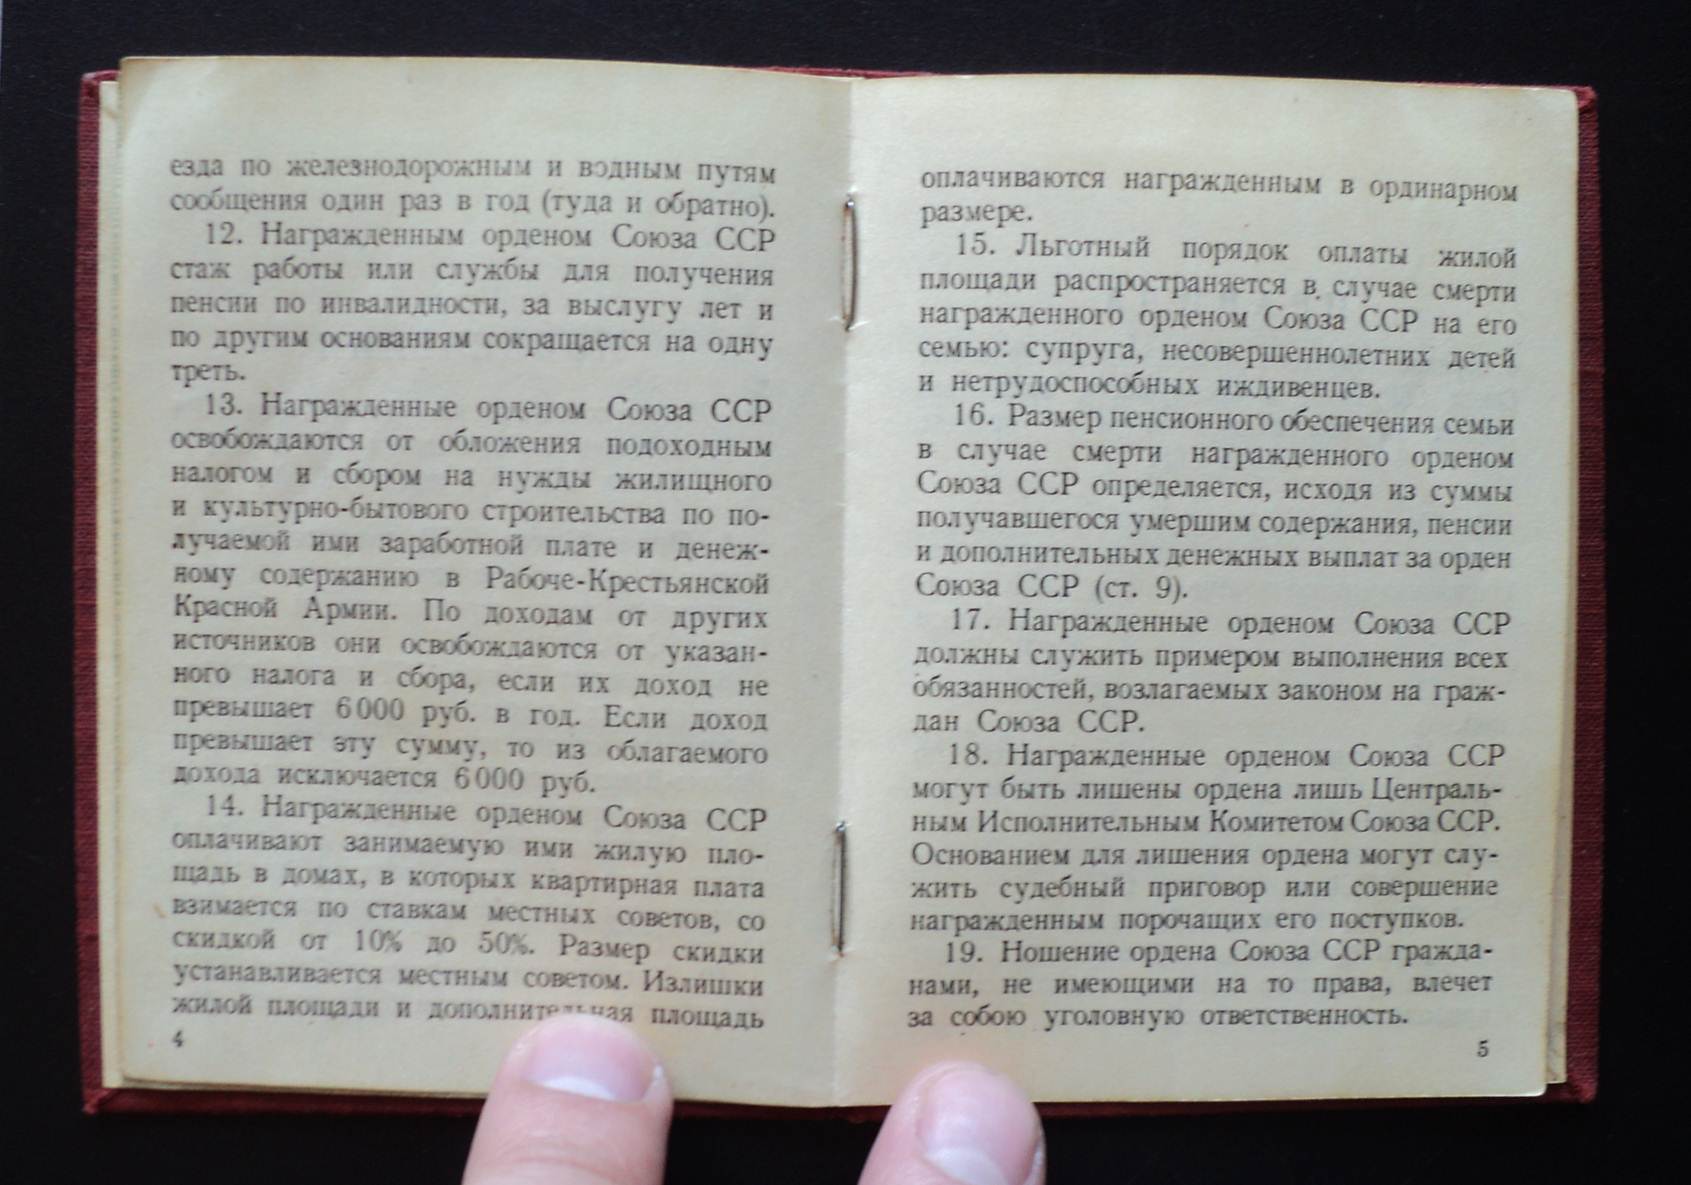 езда по железнодорожным и водным путям
сообщения один раз в год (туда и обратно).
12. Награжденным орденом Союза ССР
стаж работы или службы для получения
пенсии по инвалидности, за выслугу лет и
по другим основаниям сокращается на одну
треть.
13. Награжденные орденом Союза ССР
освобождаются от обложения подоходным
налогом и сбором на нужды жилищного
и культурно-бытового строительства по по-
лучаемой ими заработной плате и денеж-
ному содержанию в Рабоче-Крестьянской
Красной Армии. По доходам от других
источников они освобождаются от указан-
ного налога и сбора, если их доход не
превышает 6 000 руб. в год. Если доход
превышает эту сумму, то из облагаемого
дохода исключается 6 000 руб.
14. Награжденные орденом Союза ССР
оплачивают занимаемую ими жилую пло-
щадь в домах, в которых квартирная плата
взимается по ставкам местных советов, со
скидкой от 10% до 50%. Размер скидки
устанавливается местным советом. Излишки
жилой площади и дополнительная площадь
4
оплачиваются награжденным в ординарном
размере.
15. Льготный порядок оплаты жилой
площади распространяется в случае смерти
награжденного орденом Союза ССР на его
семью: супруга, несовершеннолетних детей
и нетрудоспособных иждивенцев.
16. Размер пенсионного обеспечения семьи
в случае смерти награжденного орденом
Союза ССР определяется, исходя из суммы
получавшегося умершим содержания, пенсии
и дополнительных денежных выплат за орден
Союза ССР (ст. 9).
17. Награжденные орденом Союза ССР
должны служить примером выполнения всех
обязанностей, возлагаемых законом на граж-
дан Союза ССР.
18. Награжденные орденом Союза ССР
могут быть лишены ордена лишь Централь-
ным Исполнительным Комитетом Союза ССР.
Основанием для лишения ордена могут слу-
жить судебный приговор или совершение
награжденным порочащих его поступков.
19. Ношение ордена Союза ССР гражда-
нами, не имеющими на то права, влечет
за собою уголовную ответственность.
5